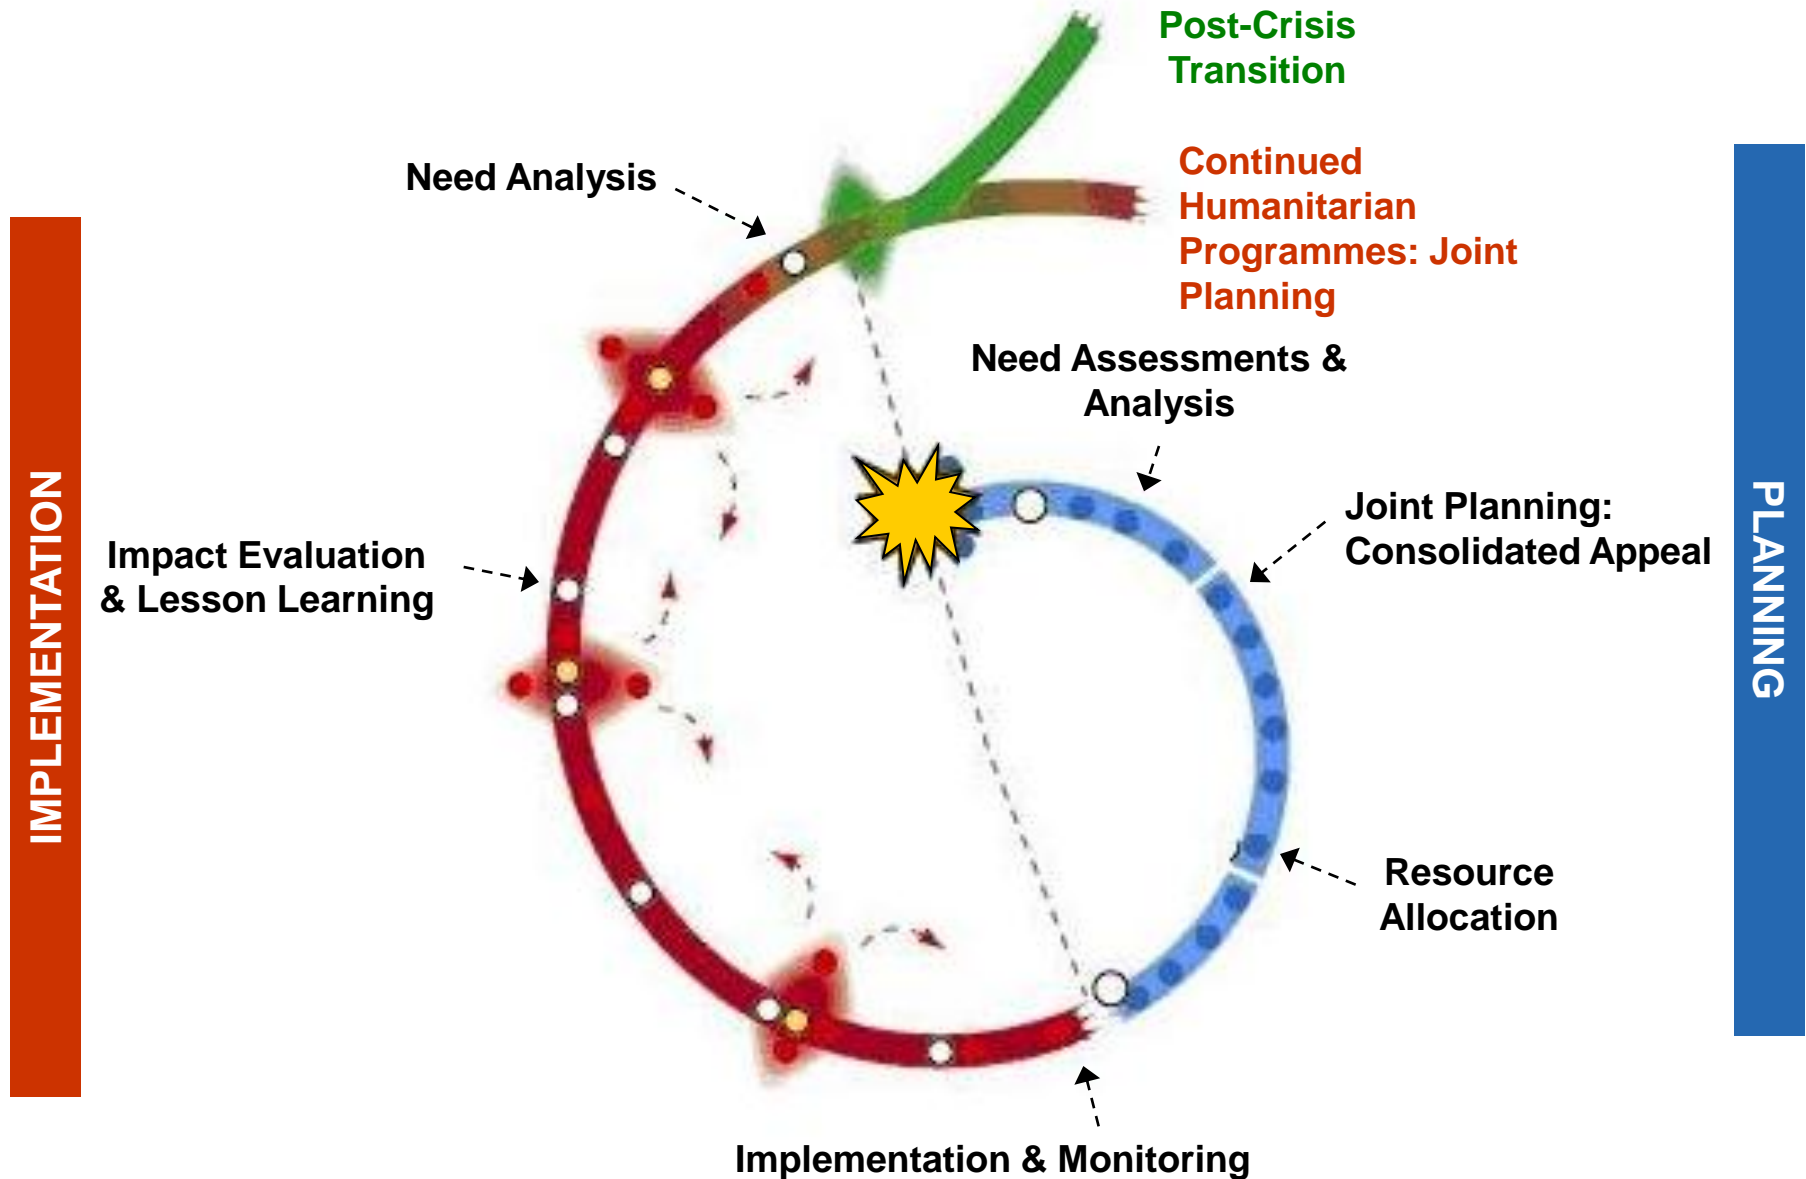 Post-Crisis
Transition
Continued
Humanitarian
Programmes: Joint
Planning
Need Analysis
Need Assessments &
Analysis
Joint Planning:
Consolidated Appeal
IMPLEMENTATION
PLANNING
Impact Evaluation
& Lesson Learning
Resource
Allocation
Implementation & Monitoring